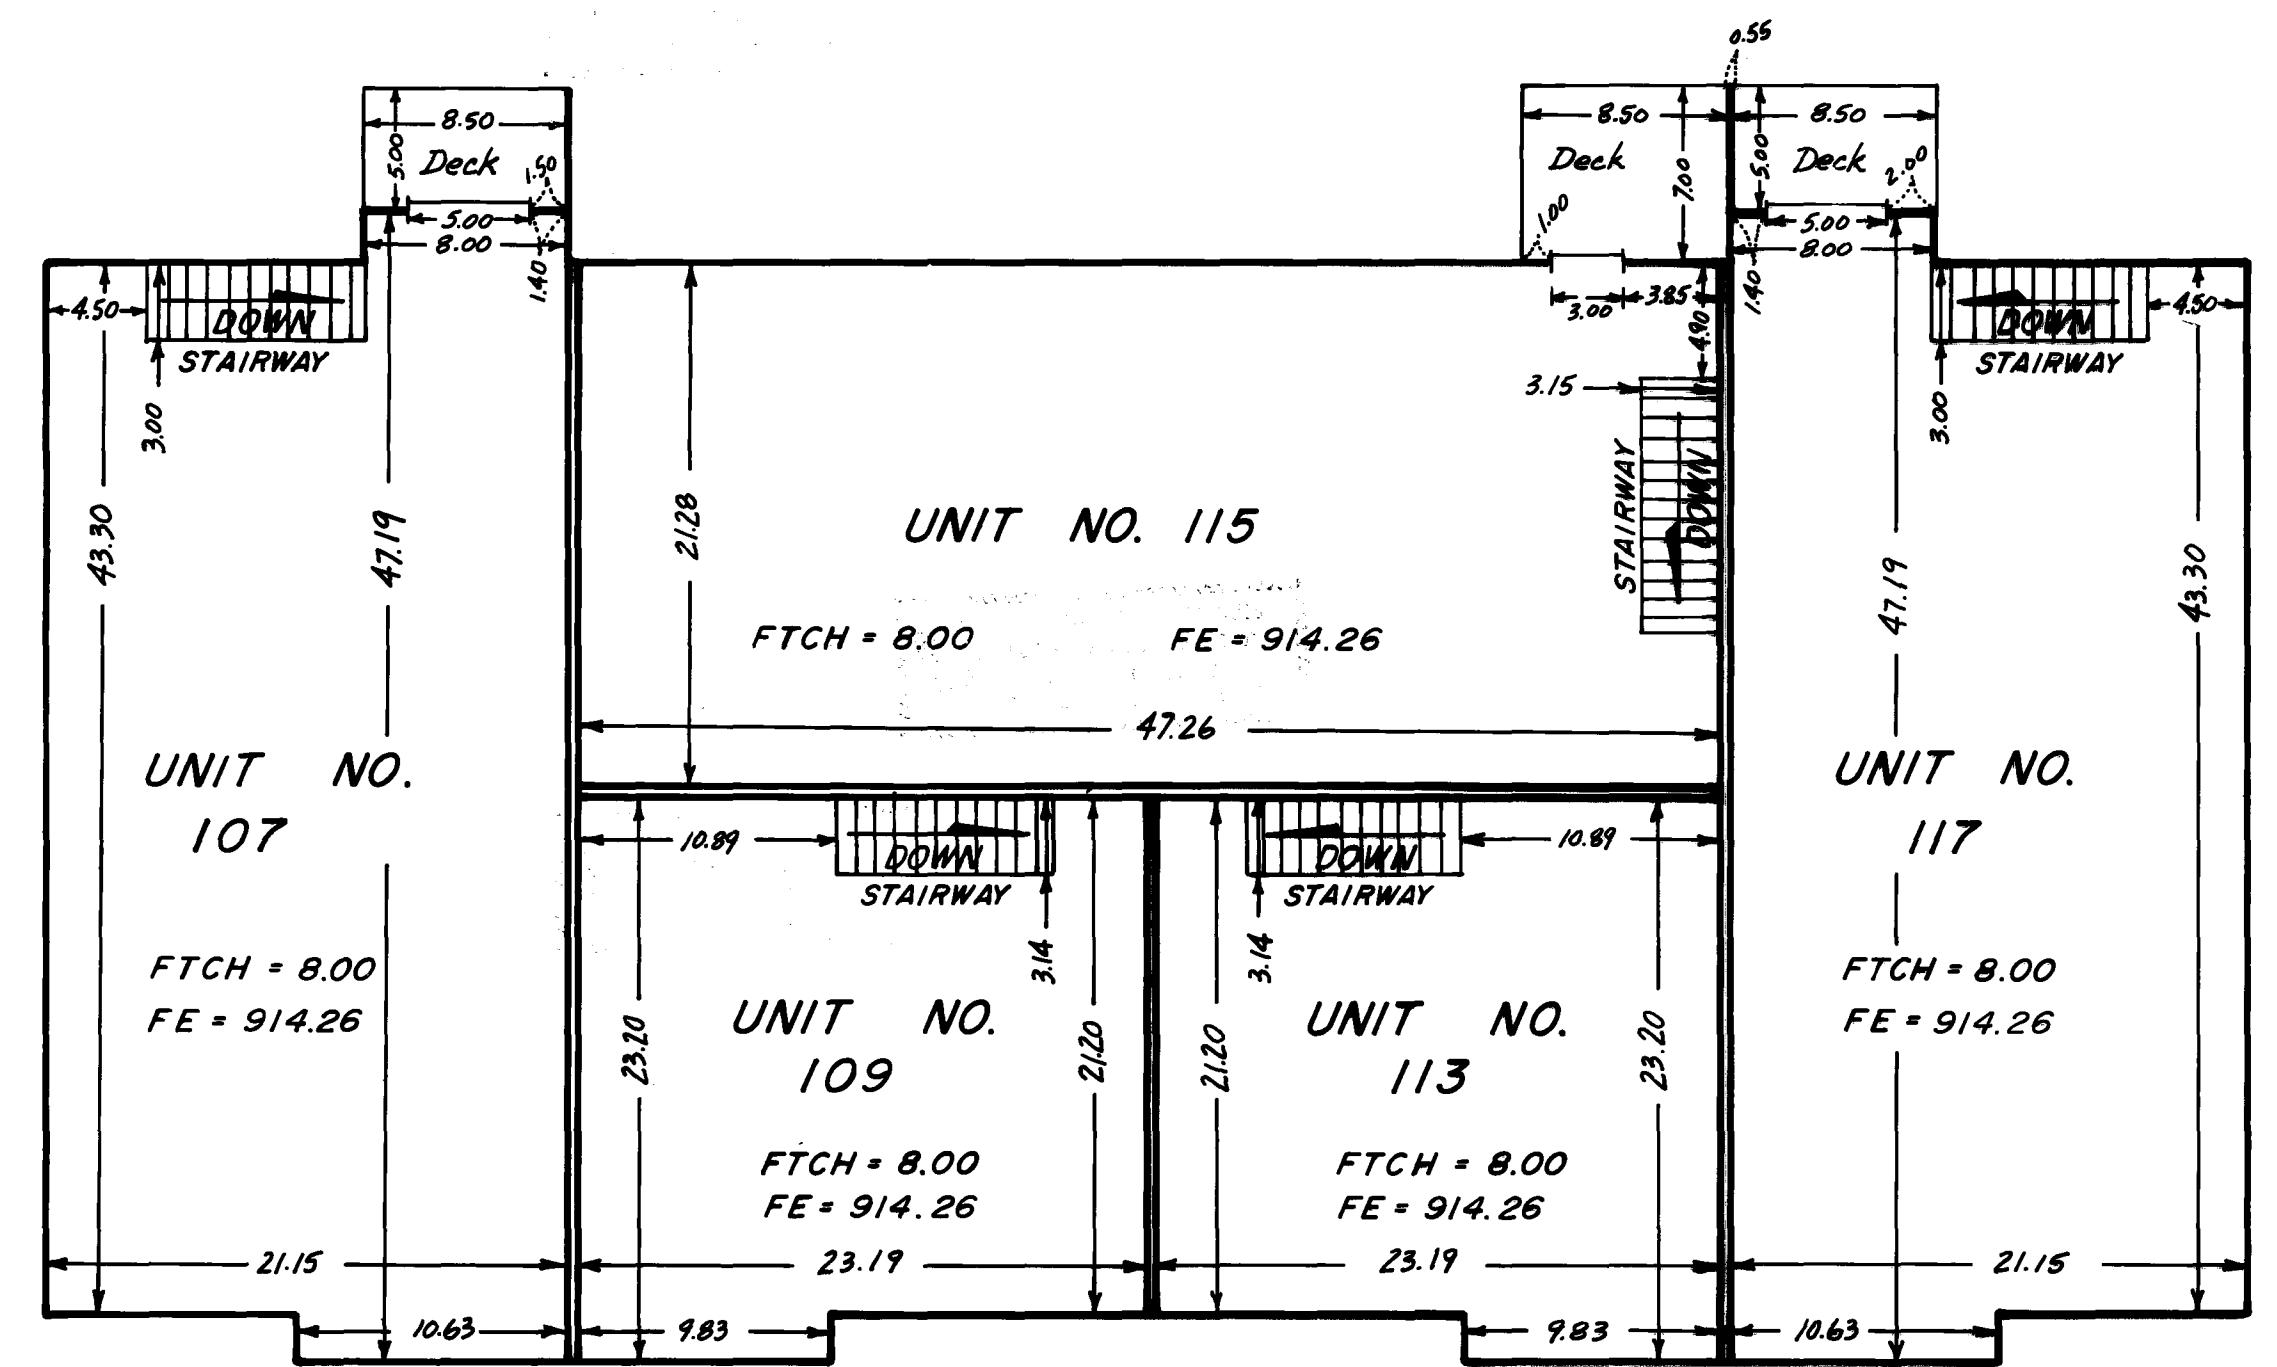 0.55
8.50
5.00
Deck
1.50
5.00
8.00
1.40
8.50
Deck
7.00
1.00
3.00
3.85
4.90
8.50
5.00
Deck
2.00
5.00
8.00
1.40
4.50
DOWN
STAIRWAY
3.00
3.15
DOWN
STAIRWAY
4.50
DOWN
STAIRWAY
3.00
43.30
47.19
21.28
UNIT NO. 115
FTCH = 8.00 FE = 914.26
47.26
47.19
43.30
UNIT NO.
107
FTCH = 8.00
FE = 914.26
21.15
10.63
10.89
DOWN
STAIRWAY
3.14
23.20
21.20
UNIT NO.
109
FTCH = 8.00
FE = 914.26
23.19
9.83
10.89
DOWN
STAIRWAY
3.14
21.20
23.20
UNIT NO.
113
FTCH = 8.00
FE = 914.26
23.19
9.83
UNIT NO.
117
FTCH = 8.00
FE = 914.26
21.15
10.63